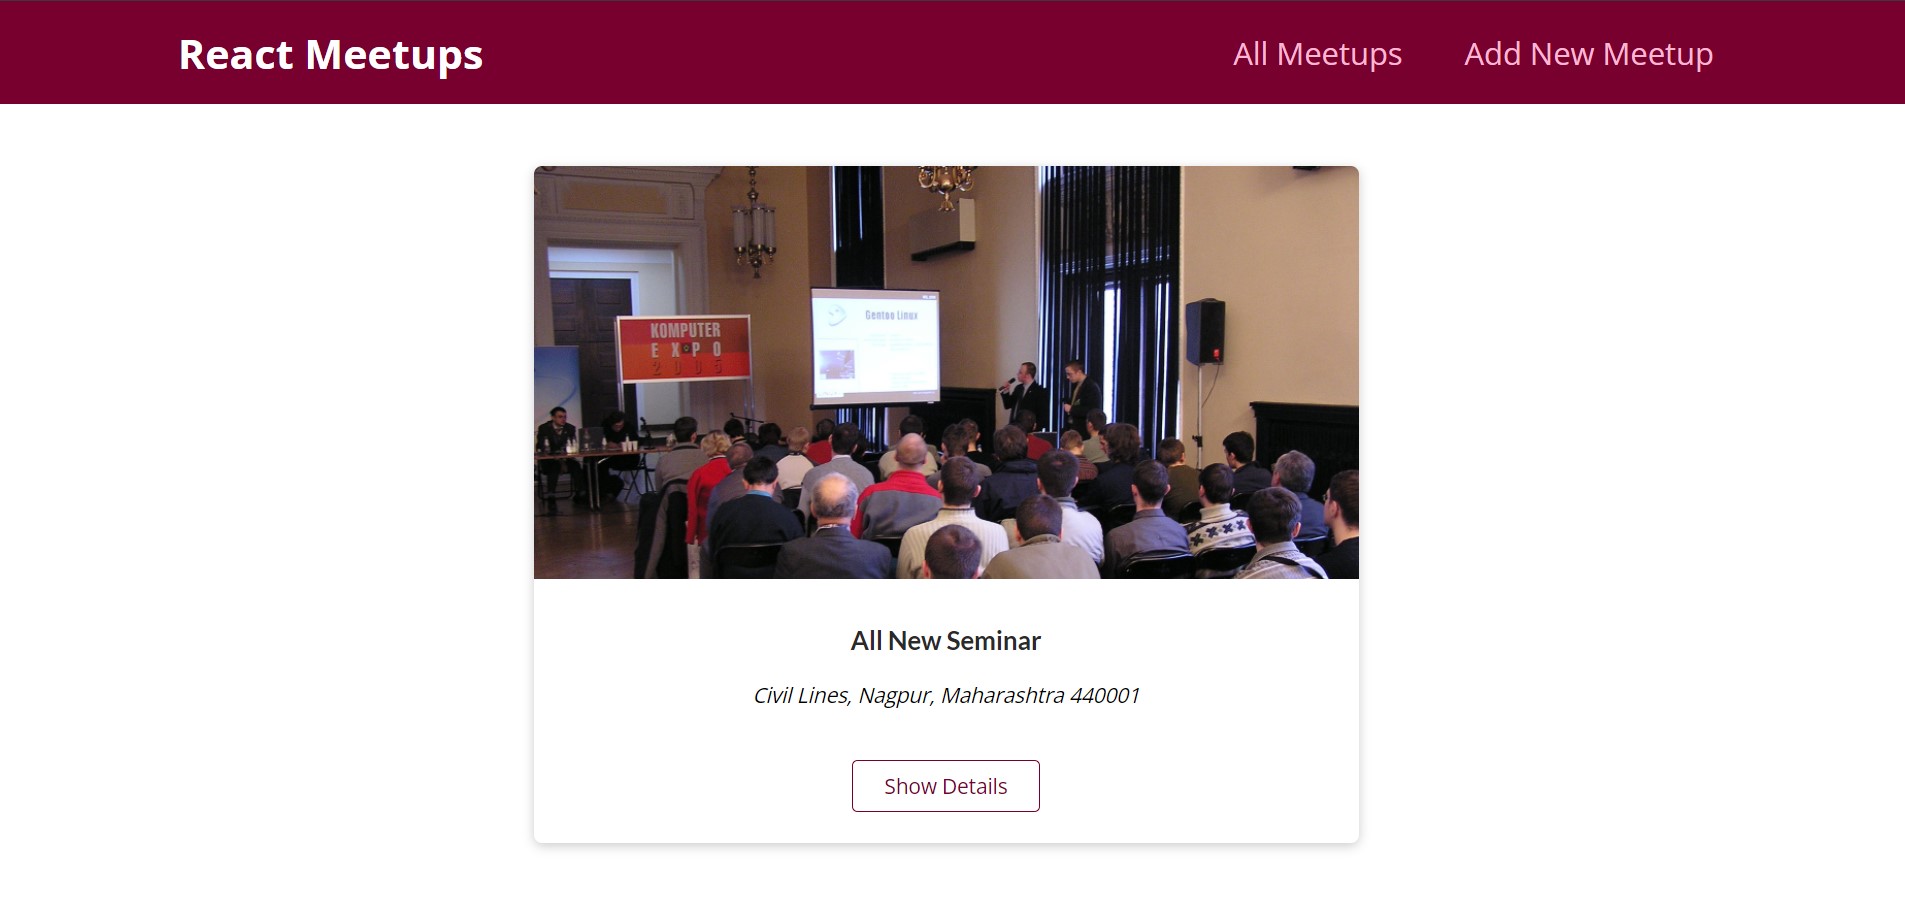 React Meetups
All Meetups
Add New Meetup
KOMPUTER
EXPO
2005
Gentoo Linux
All New Seminar
Civil Lines, Nagpur, Maharashtra 440001
Show Details